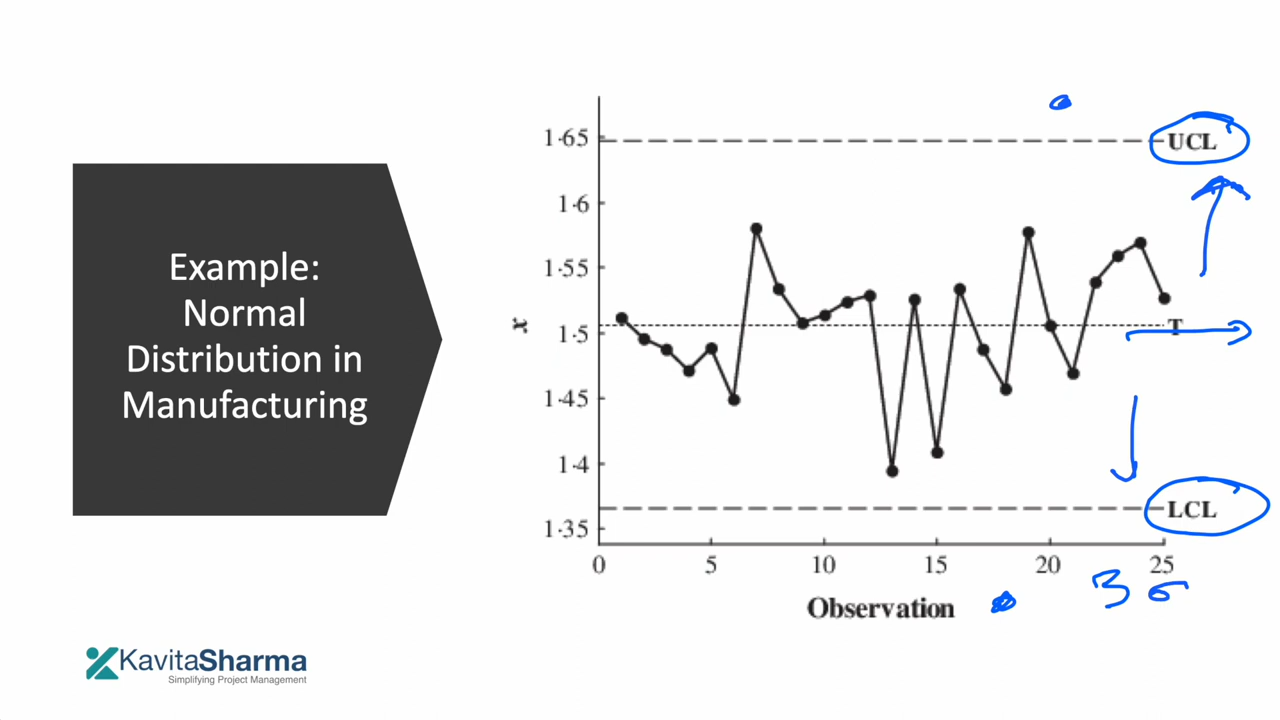 Example:
Normal
Distribution in
Manufacturing
x
1·65
1·6
1·55
1·5
1·45
1·4
1·35
0 5 10 15 20 25
Observation
UCL
T
LCL
3σ
KavitaSharma
Simplifying Project Management